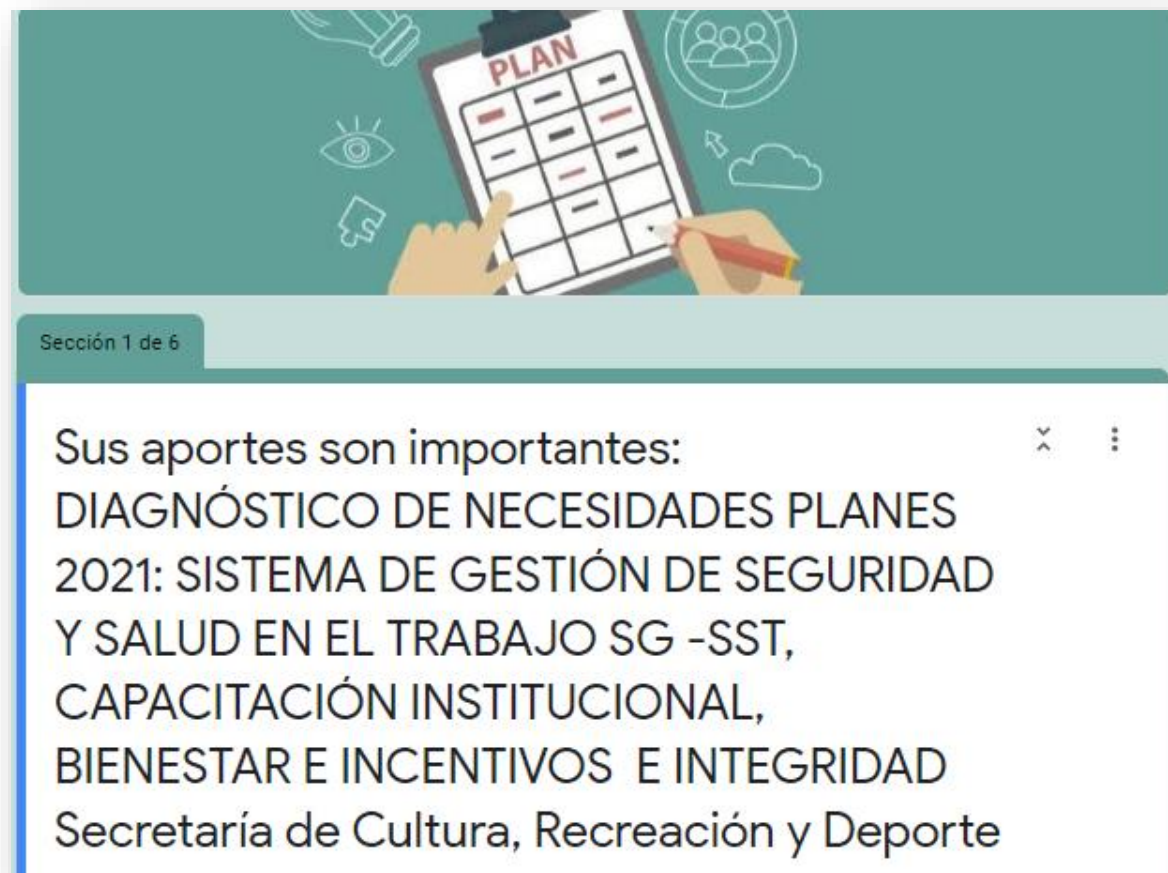 PLAN
Sección 1 de 6
Sus aportes son importantes:
DIAGNÓSTICO DE NECESIDADES PLANES
2021: SISTEMA DE GESTIÓN DE SEGURIDAD
Y SALUD EN EL TRABAJO SG -SST,
CAPACITACIÓN INSTITUCIONAL,
BIENESTAR E INCENTIVOS  E INTEGRIDAD
Secretaría de Cultura, Recreación y Deporte